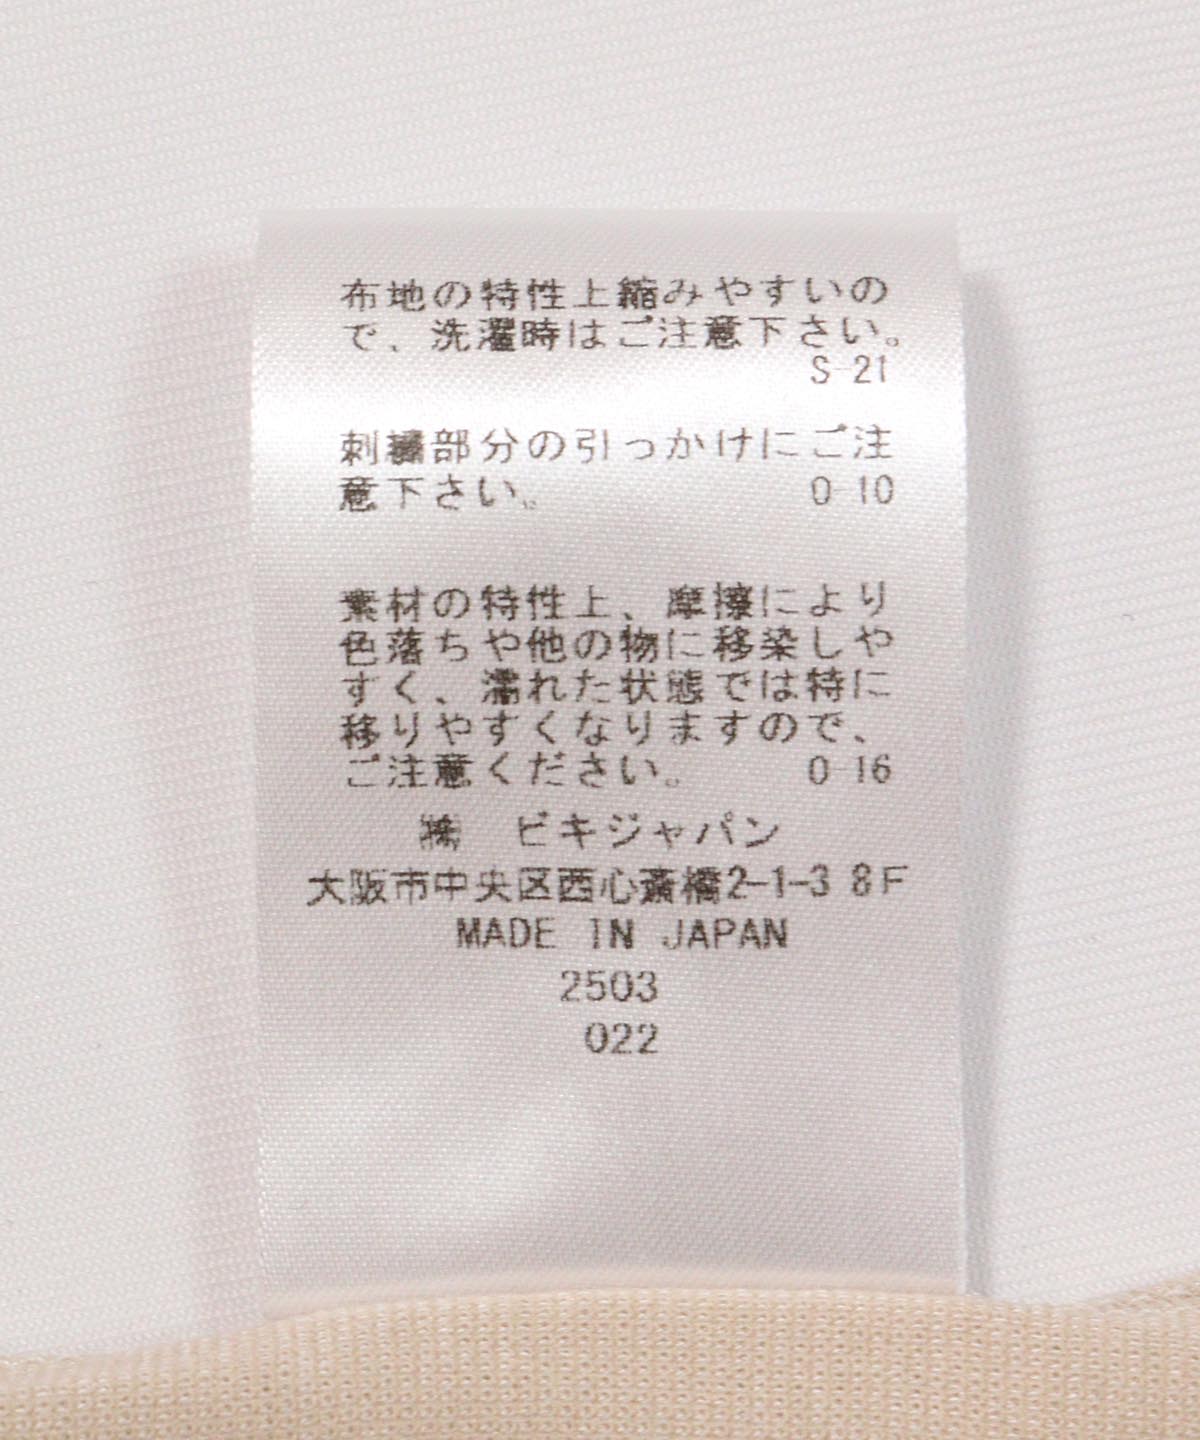 布地の特性上縮みやすいの
で、洗濯時はご注意下さい。
S-21
刺繍部分の引っかけにご注
意下さい。 O-10
素材の特性上、摩擦により
色落ちや他の物に移染しや
すく、濡れた状態では特に
移りやすくなりますので、
ご注意ください。 O-16
㈱ ビキジャパン
大阪市中央区西心斎橋2-1-3 8F
MADE IN JAPAN
2503
022